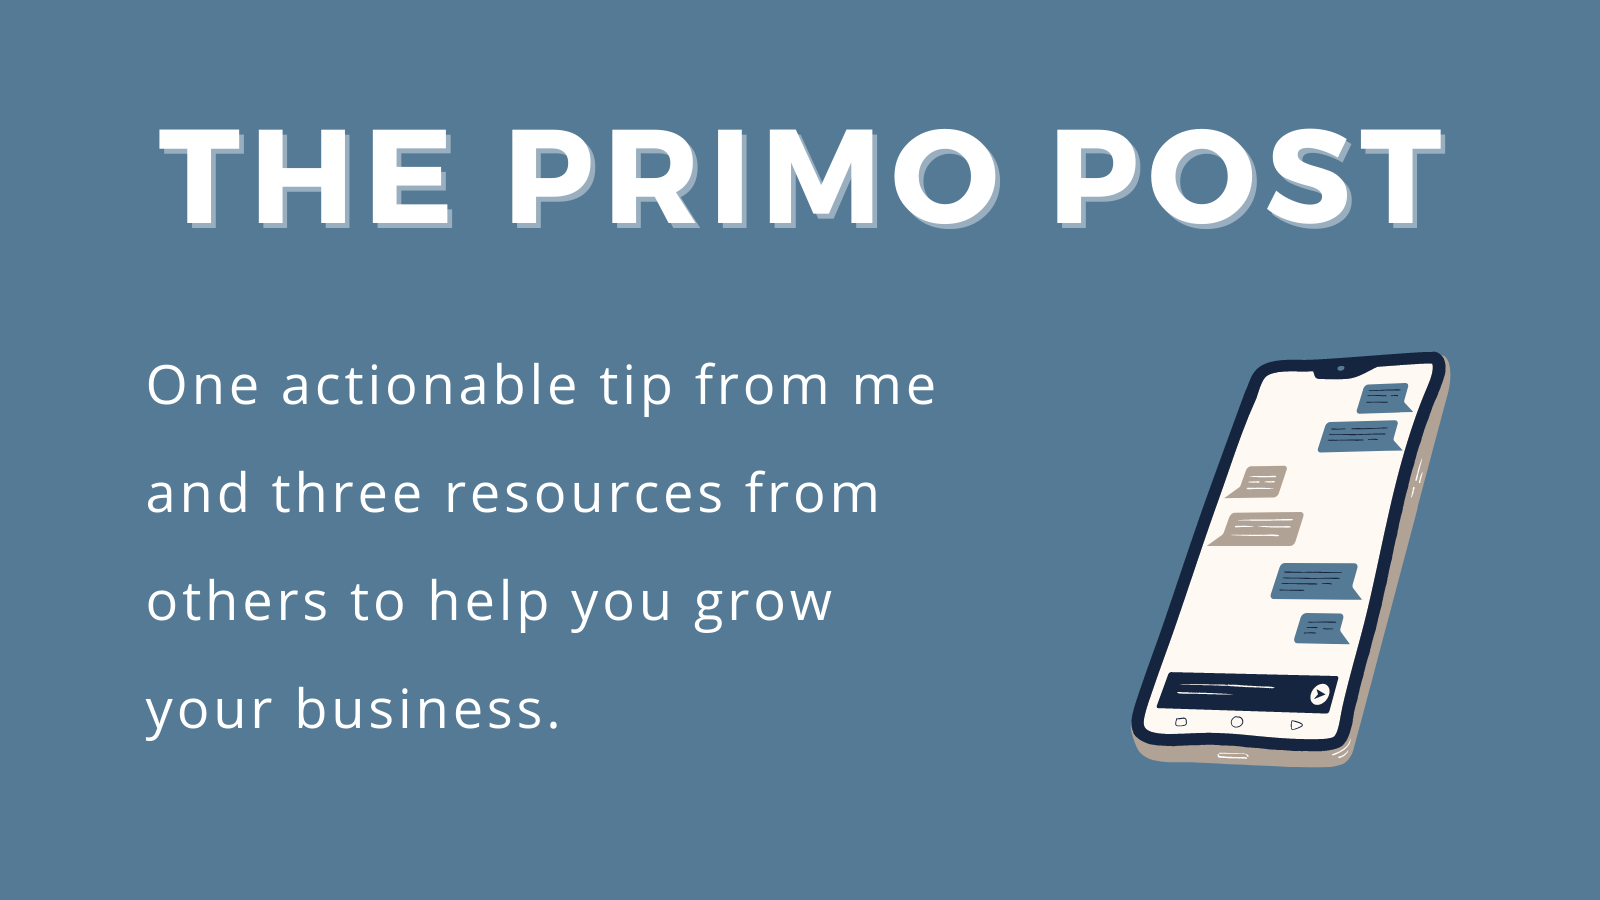 THE PRIMO POST
One actionable tip from me
and three resources from
others to help you grow
your business.